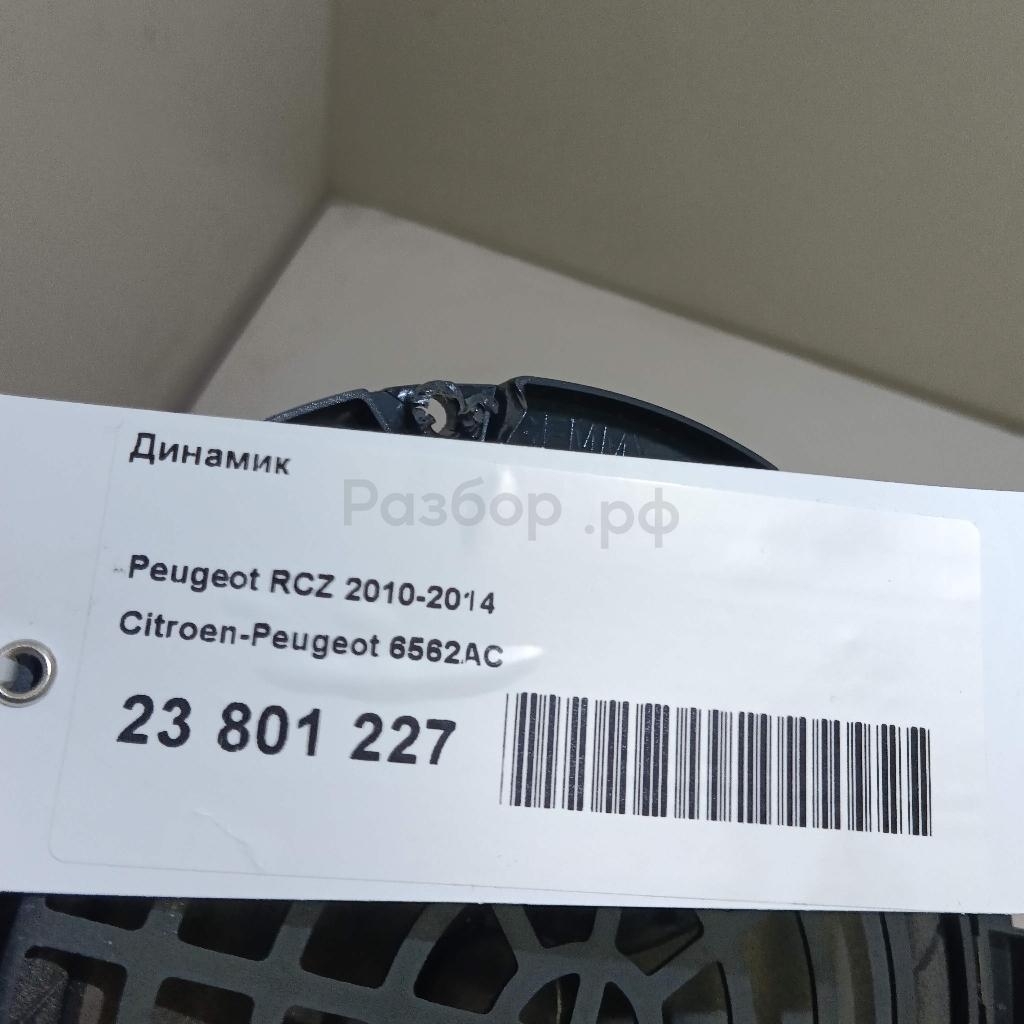 Динамик
Разбор.рф
Peugeot RCZ 2010-2014
Citroen-Peugeot 6562AC
23 801 227